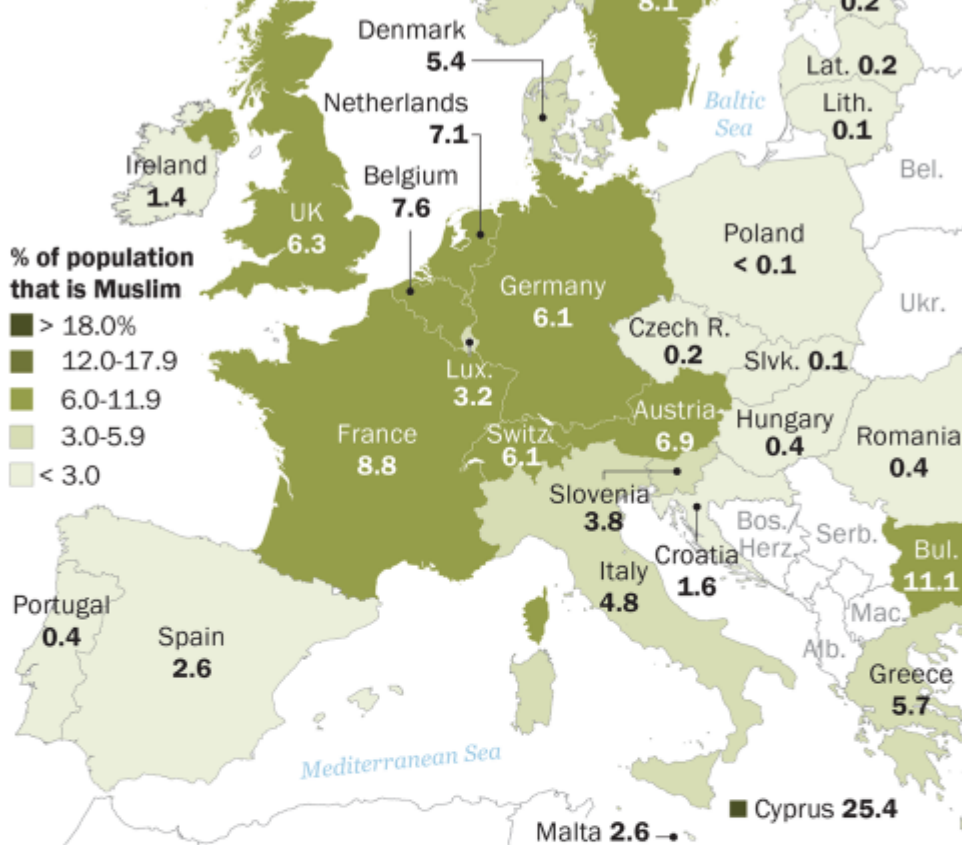 8.1
0.2
Denmark
5.4
Lat. 0.2
Netherlands
7.1
Baltic
Sea
Lith.
0.1
Ireland
1.4
Belgium
7.6
Bel.
UK
6.3
Poland
< 0.1
% of population
that is Muslim
> 18.0%
12.0-17.9
6.0-11.9
3.0-5.9
< 3.0
Germany
6.1
Ukr.
Czech R.
0.2
Slvk. 0.1
Lux.
3.2
Austria
6.9
Hungary
0.4
Romania
0.4
France
8.8
Switz.
6.1
Slovenia
3.8
Bos./
Herz.
Serb.
Croatia
1.6
Bul.
11.1
Italy
4.8
Portugal
0.4
Spain
2.6
Mac.
Alb.
Greece
5.7
Mediterranean Sea
Cyprus 25.4
Malta 2.6